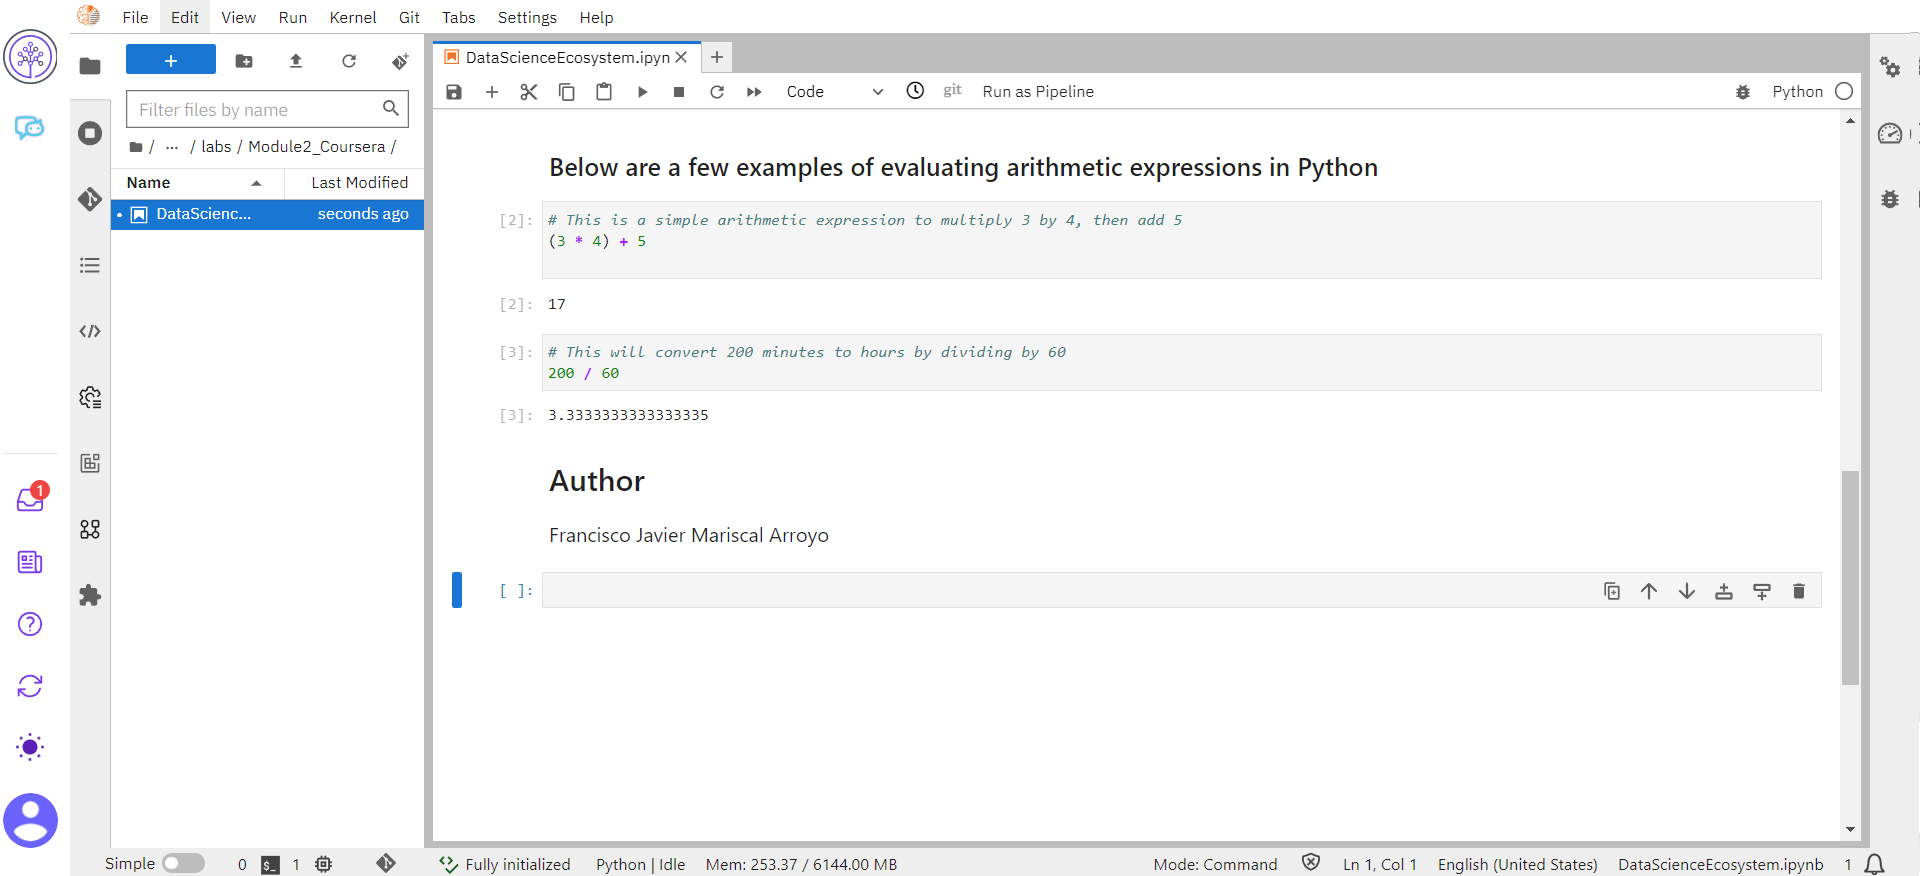 File Edit View Run Kernel Git Tabs Settings Help
+
Filter files by name
/ ... / labs / Module2_Coursera /
Name Last Modified
DataScienc... seconds ago
DataScienceEcosystem.ipyn
Code git Run as Pipeline Python
Below are a few examples of evaluating arithmetic expressions in Python
[2]: # This is a simple arithmetic expression to multiply 3 by 4, then add 5
(3 * 4) + 5
[2]: 17
[3]: # This will convert 200 minutes to hours by dividing by 60
200 / 60
[3]: 3.3333333333333335
Author
Francisco Javier Mariscal Arroyo
[ ]:
1
Simple 0 $_ 1 Fully initialized Python | Idle Mem: 253.37 / 6144.00 MB Mode: Command Ln 1, Col 1 English (United States) DataScienceEcosystem.ipynb 1